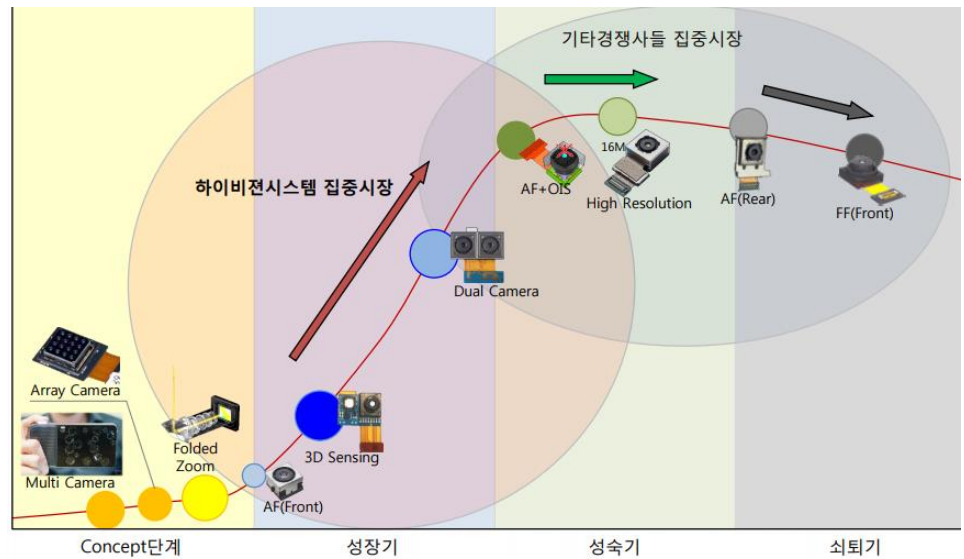 기타경쟁사들 집중시장
하이비젼시스템 집중시장
16M
AF+OIS
High Resolution
AF(Rear)
FF(Front)
Dual Camera
Array Camera
Multi Camera
Folded
Zoom
3D Sensing
AF(Front)
Concept단계
성장기
성숙기
쇠퇴기